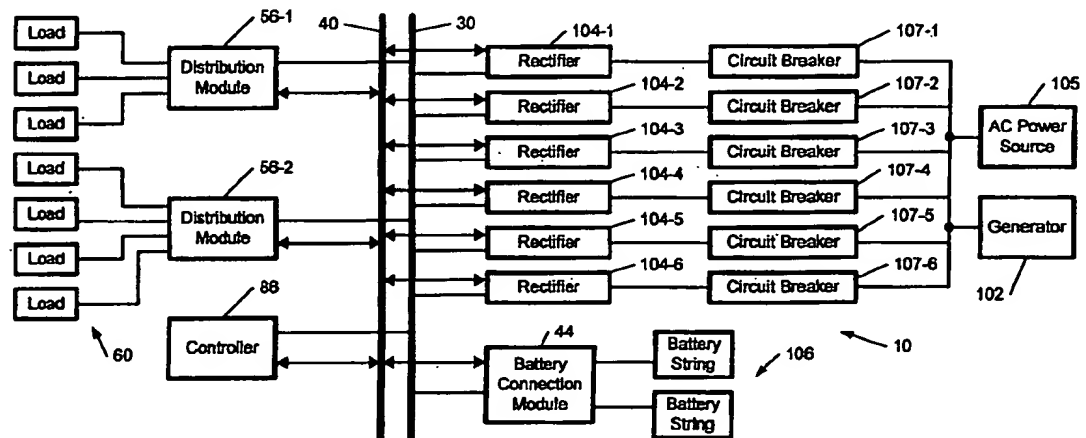 Load
Load
Load
Load
Load
Load
Load
60
56-1
Distribution
Module
56-2
Distribution
Module
88
Controller
40
30
104-1
Rectifier
104-2
Rectifier
104-3
Rectifier
104-4
Rectifier
104-5
Rectifier
104-6
Rectifier
107-1
Circuit Breaker
107-2
Circuit Breaker
107-3
Circuit Breaker
107-4
Circuit Breaker
107-5
Circuit Breaker
107-6
Circuit Breaker
105
AC Power
Source
Generator
102
10
44
Battery
Connection
Module
Battery
String
Battery
String
106